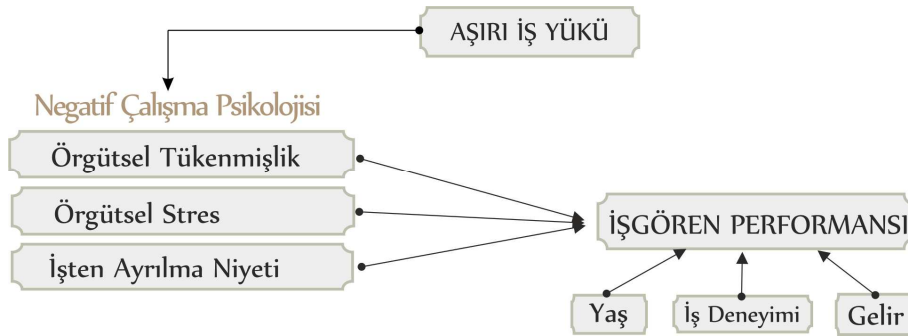 AŞIRI İŞ YÜKÜ
Negatif Çalışma Psikolojisi
Örgütsel Tükenmişlik
Örgütsel Stres
İşten Ayrılma Niyeti
İŞGÖREN PERFORMANSI
Yaş
İş Deneyimi
Gelir